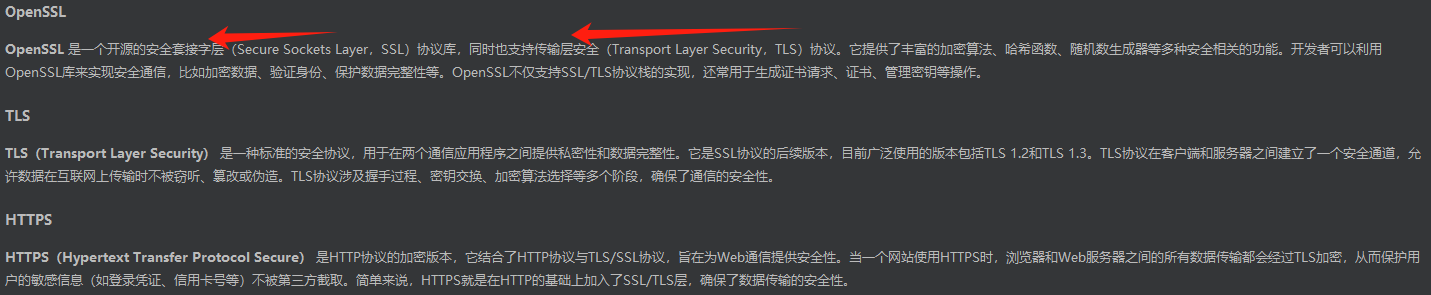 OpenSSL
OpenSSL 是一个开源的安全套接字层（Secure Sockets Layer，SSL）协议库，同时也支持传输层安全（Transport Layer Security，TLS）协议。它提供了丰富的加密算法、哈希函数、随机数生成器等多种安全相关的功能。开发者可以利用
OpenSSL库来实现安全通信，比如加密数据、验证身份、保护数据完整性等。OpenSSL不仅支持SSL/TLS协议栈的实现，还常用于生成证书请求、证书、管理密钥等操作。
TLS
TLS（Transport Layer Security） 是一种标准的安全协议，用于在两个通信应用程序之间提供私密性和数据完整性。它是SSL协议的后续版本，目前广泛使用的版本包括TLS 1.2和TLS 1.3。TLS协议在客户端和服务器之间建立了一个安全通道，允
许数据在互联网上传输时不被窃听、篡改或伪造。TLS协议涉及握手过程、密钥交换、加密算法选择等多个阶段，确保了通信的安全性。
HTTPS
HTTPS（Hypertext Transfer Protocol Secure） 是HTTP协议的加密版本，它结合了HTTP协议与TLS/SSL协议，旨在为Web通信提供安全性。当一个网站使用HTTPS时，浏览器和Web服务器之间的所有数据传输都会经过TLS加密，从而保护用
户的敏感信息（如登录凭证、信用卡号等）不被第三方截取。简单来说，HTTPS就是在HTTP的基础上加入了SSL/TLS层，确保了数据传输的安全性。